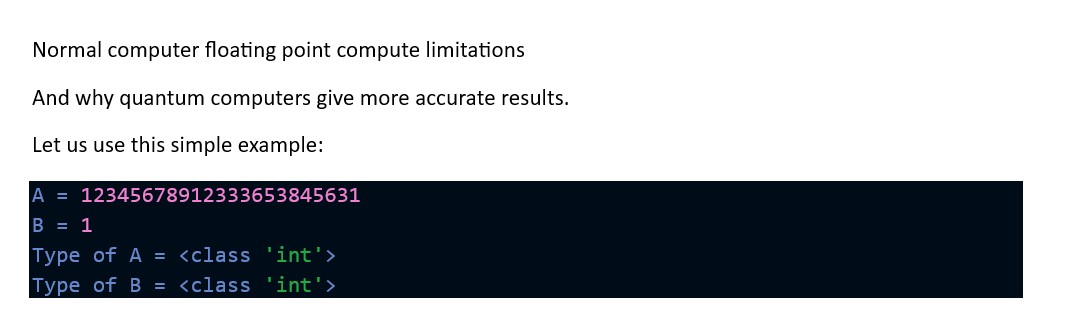 Normal computer floating point compute limitations
And why quantum computers give more accurate results.
Let us use this simple example:
A = 12345678912333653845631
B = 1
Type of A = <class 'int'>
Type of B = <class 'int'>